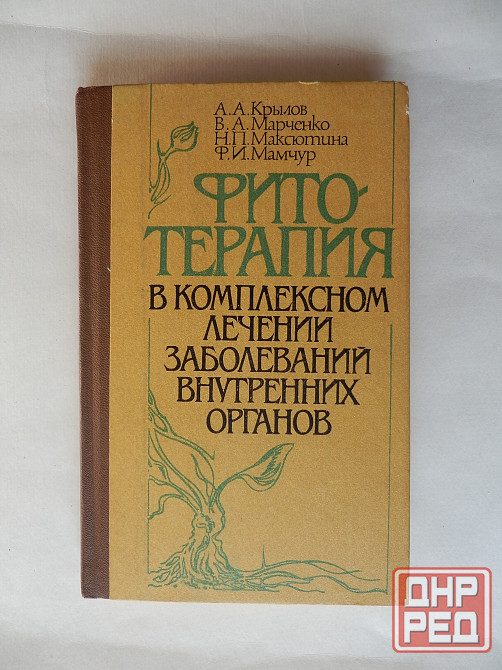 А.А.Крылов
В.А.Марченко
Н.П.Максютина
Ф.И.Мамчур
ФИТО-
ТЕРАПИЯ
В КОМПЛЕКСНОМ
ЛЕЧЕНИИ
ЗАБОЛЕВАНИЙ
ВНУТРЕННИХ
ОРГАНОВ
ДНР
РЕД